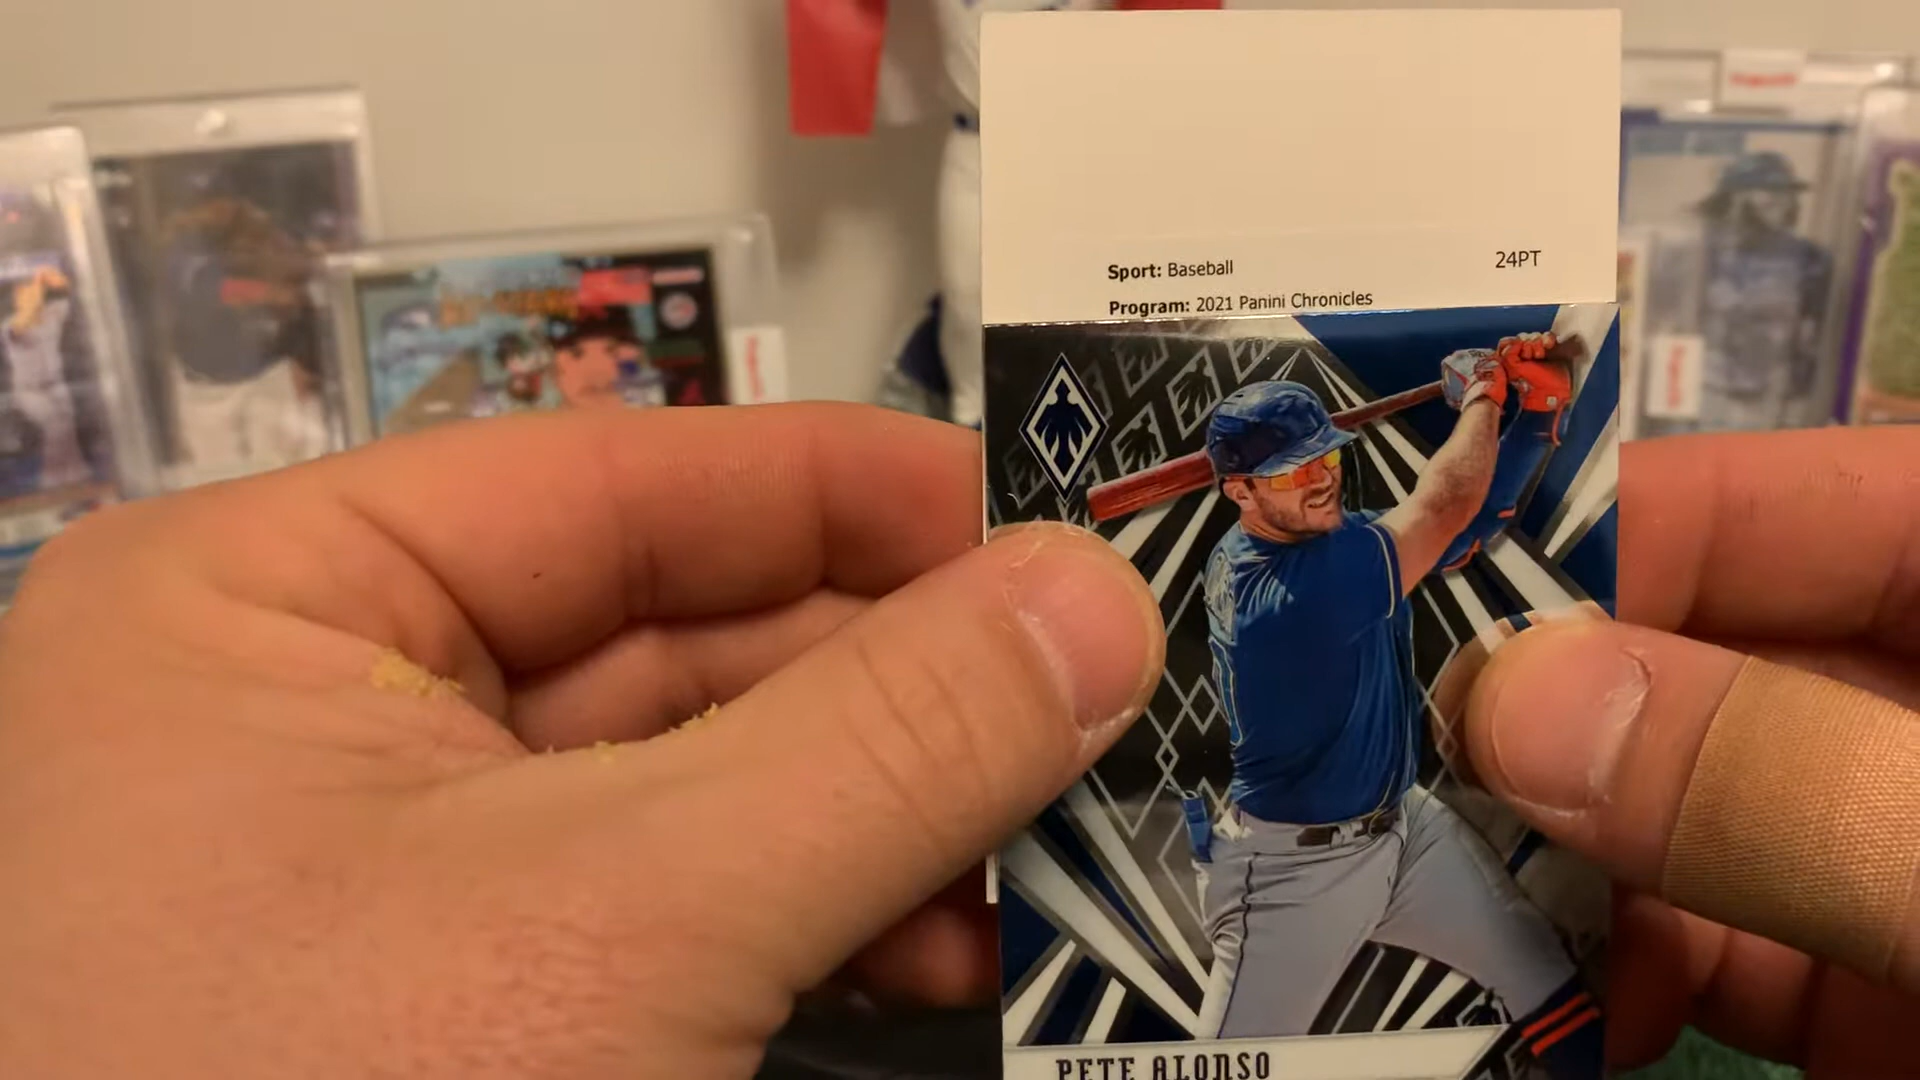 Sport: Baseball
24PT
Program: 2021 Panini Chronicles
PETE ALONSO